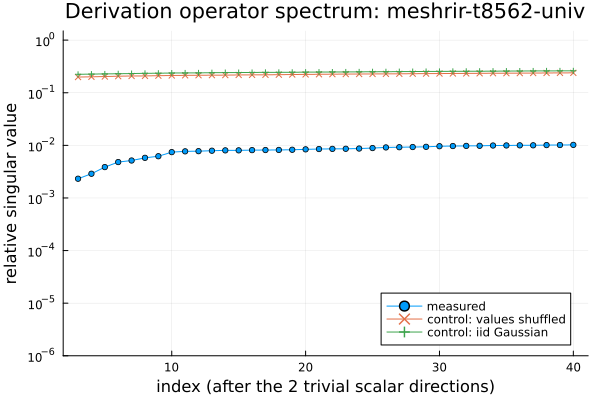 Derivation operator spectrum: meshrir-t8562-univ
relative singular value
10⁰
10⁻¹
10⁻²
10⁻³
10⁻⁴
10⁻⁵
10⁻⁶
measured
control: values shuffled
control: iid Gaussian
10 20 30 40
index (after the 2 trivial scalar directions)